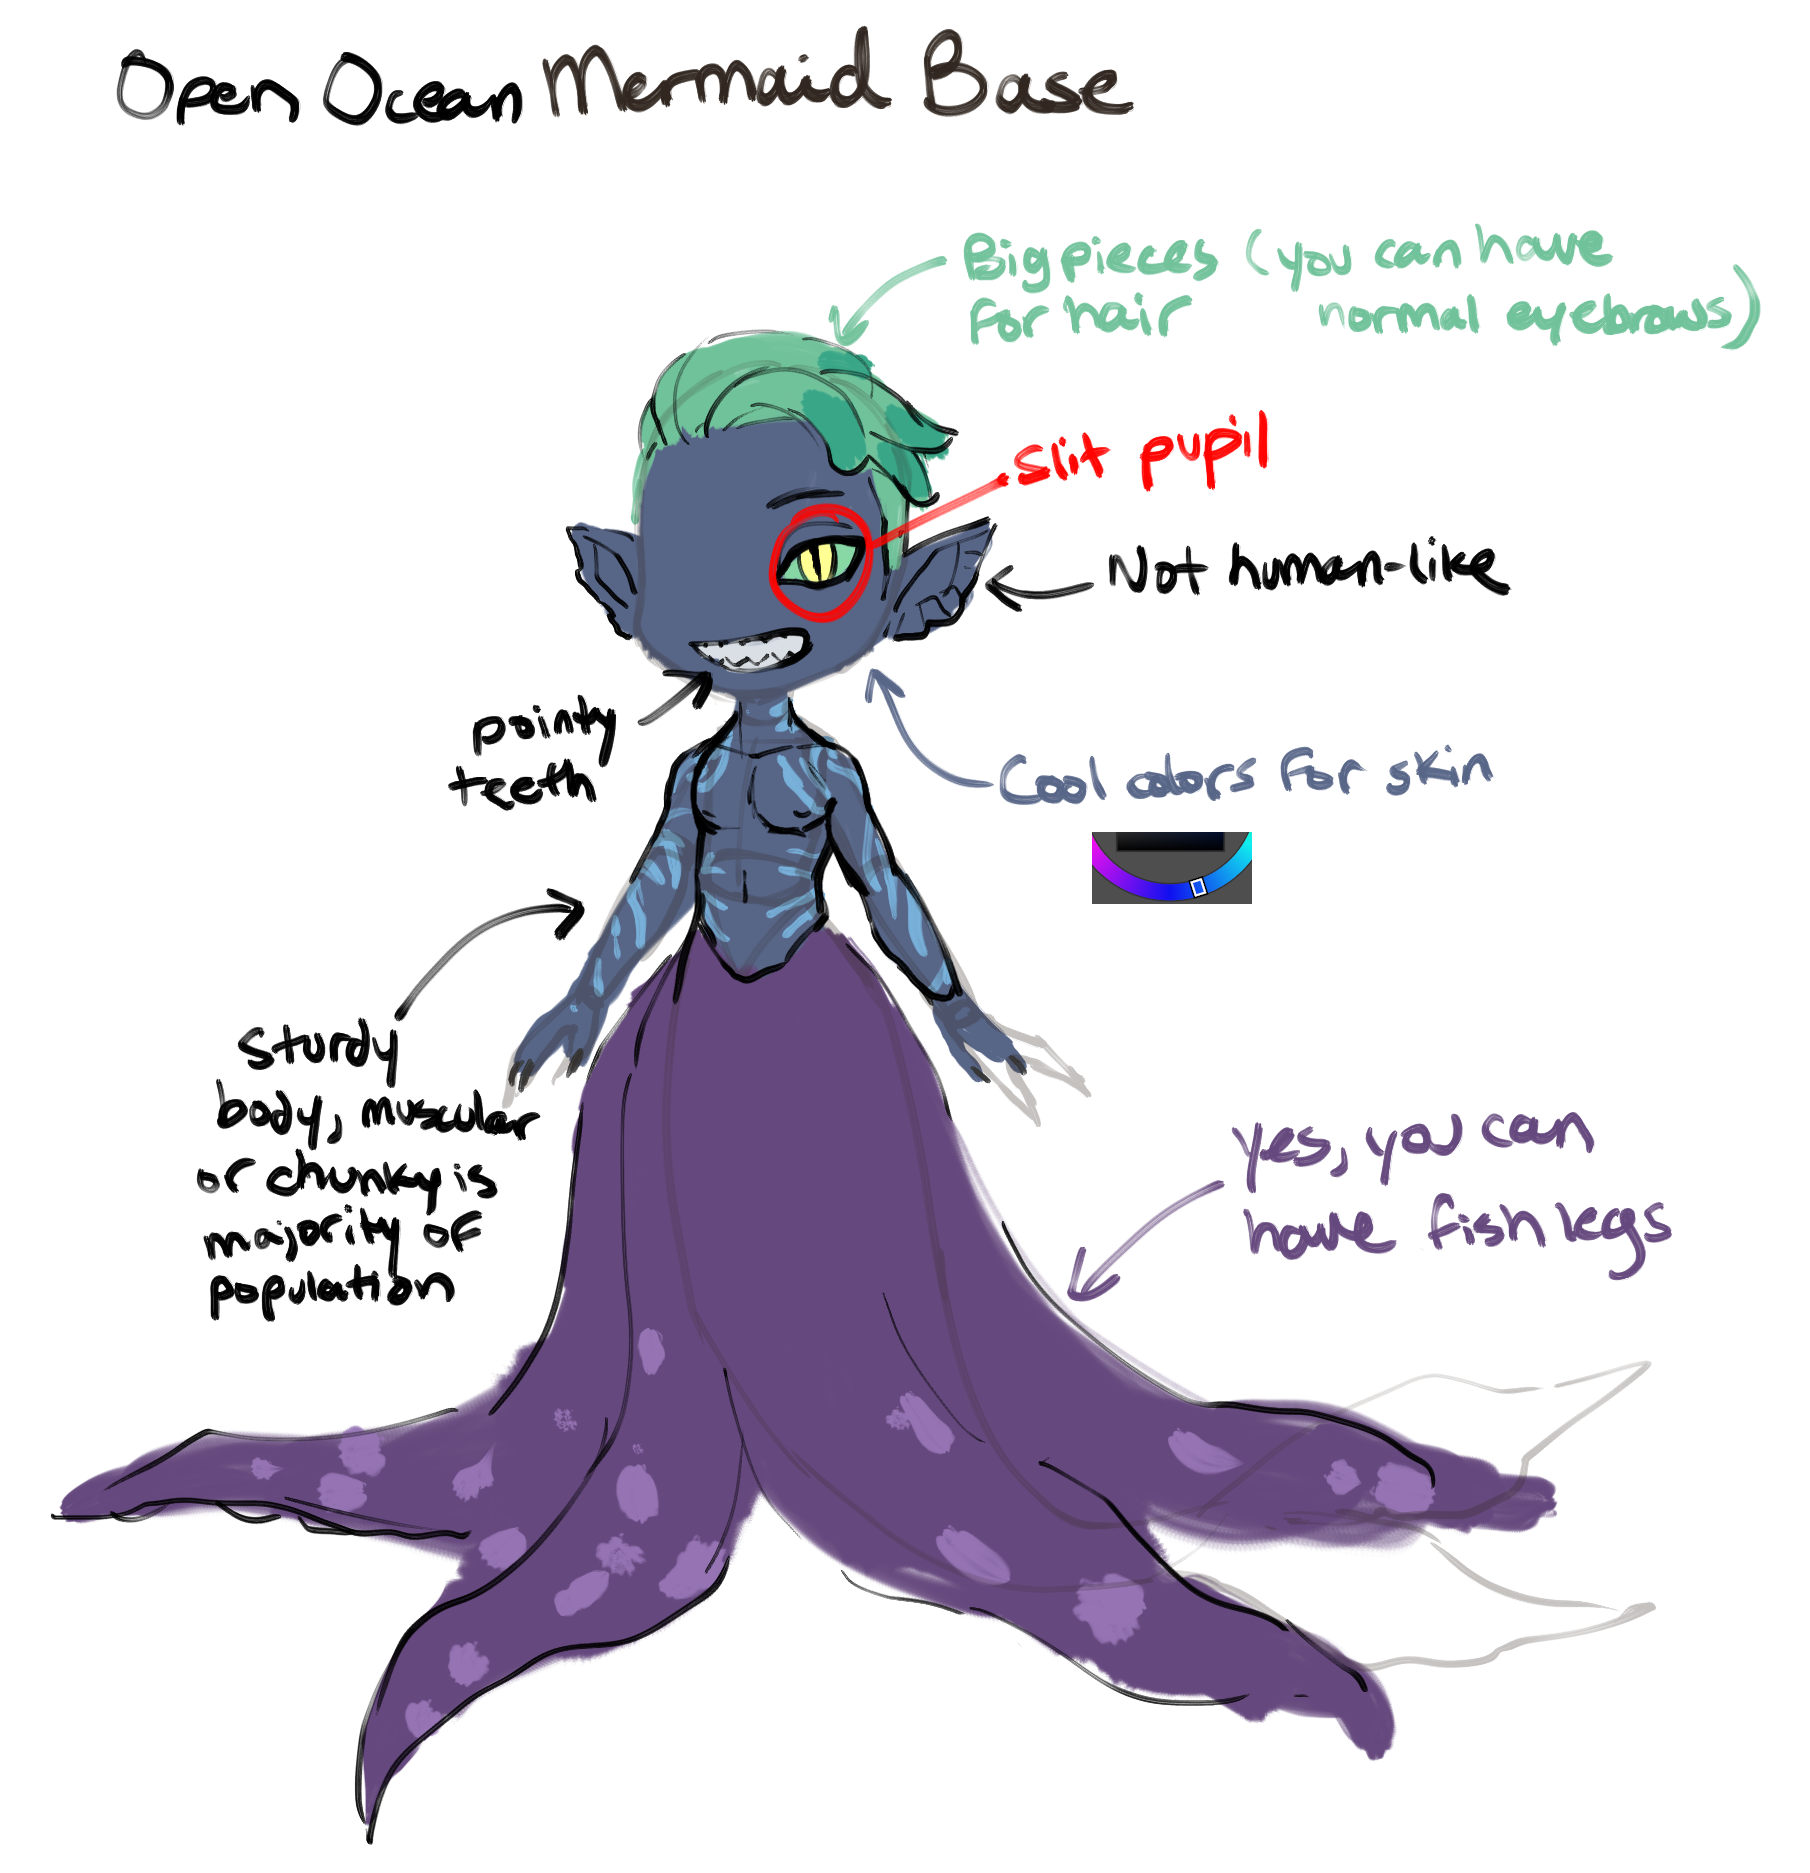 Open Ocean Mermaid Base
Big pieces (you can have
for hair normal eyebrows)
slit pupil
Not human-like
pointy
teeth
Cool colors for skin
sturdy
body, muscular
or chunky is
majority of
population
yes, you can
have fish legs